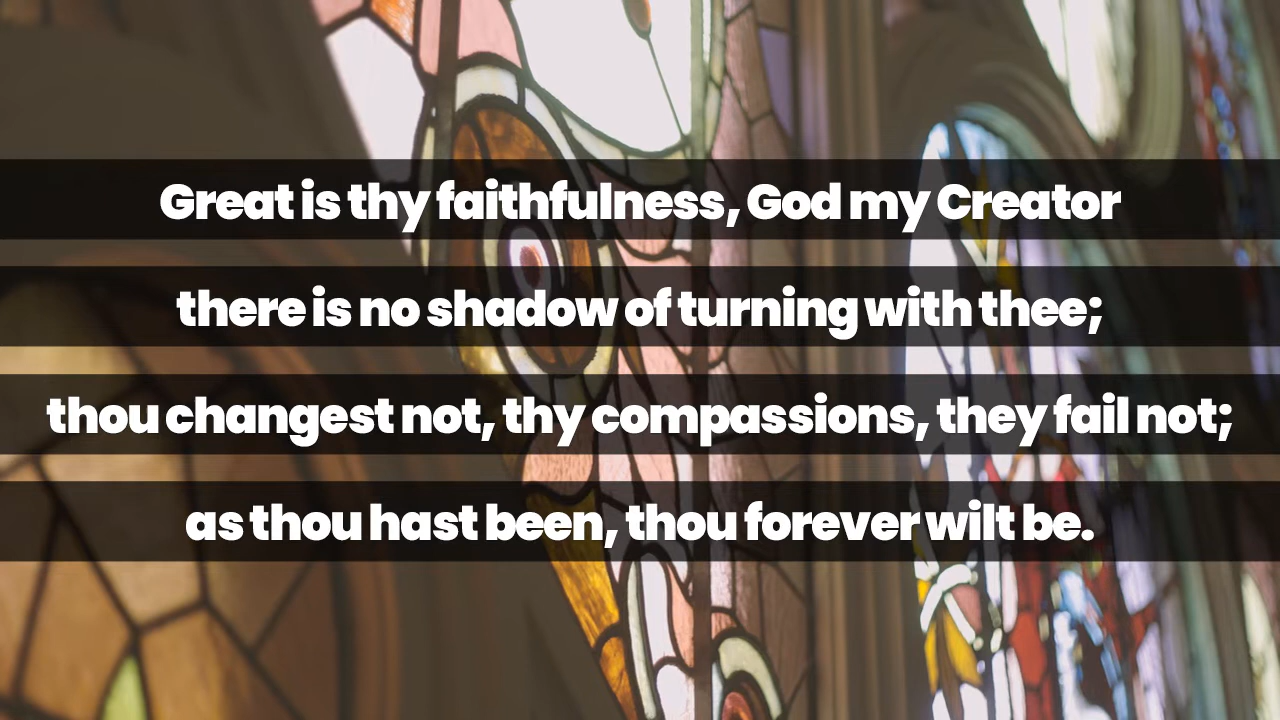 Great is thy faithfulness, God my Creator
there is no shadow of turning with thee;
thou changest not, thy compassions, they fail not;
as thou hast been, thou forever wilt be.